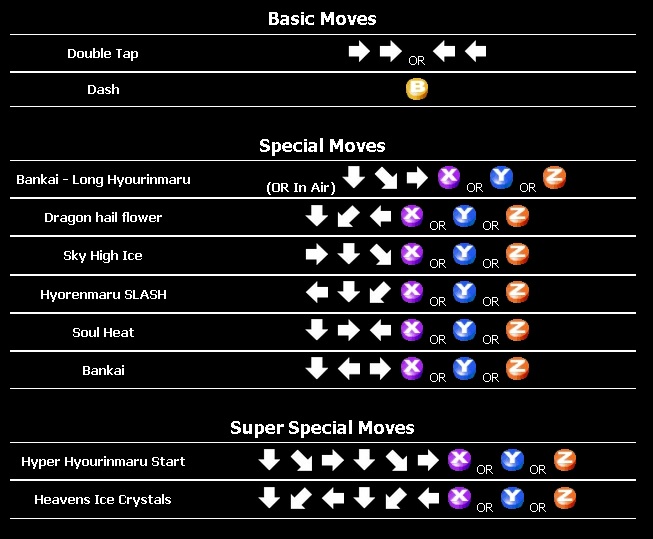 Basic Moves
Double Tap OR
Dash B
Special Moves
Bankai - Long Hyourinmaru (OR In Air) X OR Y OR Z
Dragon hail flower X OR Y OR Z
Sky High Ice X OR Y OR Z
Hyorenmaru SLASH X OR Y OR Z
Soul Heat X OR Y OR Z
Bankai X OR Y OR Z
Super Special Moves
Hyper Hyourinmaru Start X OR Y OR Z
Heavens Ice Crystals X OR Y OR Z